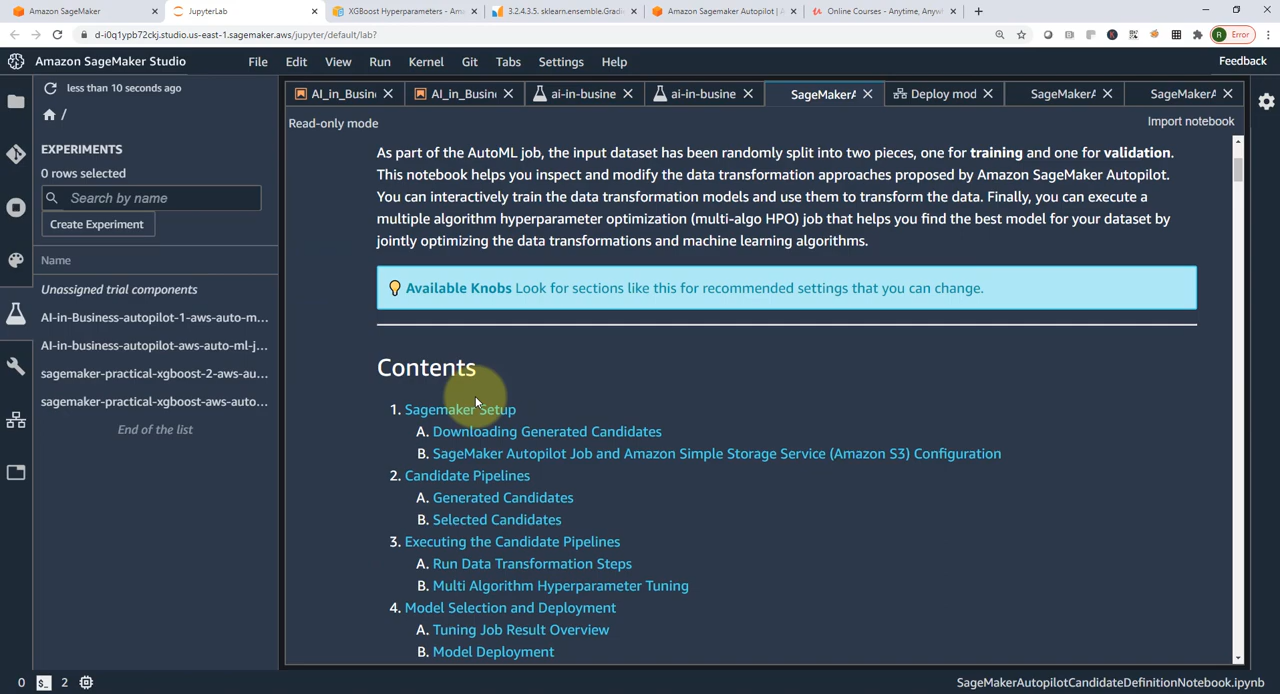 Amazon SageMaker
JupyterLab
XGBoost Hyperparameters - Am
3.2.4.3.5. sklearn.ensemble.Gradi
Amazon Sagemaker Autopilot | A
Online Courses - Anytime, Anyw
d-i0q1ypb72ckj.studio.us-east-1.sagemaker.aws/jupyter/default/lab?
R Error
Amazon SageMaker Studio
File Edit View Run Kernel Git Tabs Settings Help
Feedback
less than 10 seconds ago
/
EXPERIMENTS
0 rows selected
Search by name
Create Experiment
Name
Unassigned trial components
AI-in-Business-autopilot-1-aws-auto-m...
AI-in-business-autopilot-aws-auto-ml-j...
sagemaker-practical-xgboost-2-aws-au...
sagemaker-practical-xgboost-aws-auto...
End of the list
AI_in_Busin
AI_in_Busin
ai-in-busine
ai-in-busine
SageMakerA
Deploy mod
SageMakerA
SageMakerA
Read-only mode
Import notebook
As part of the AutoML job, the input dataset has been randomly split into two pieces, one for training and one for validation.
This notebook helps you inspect and modify the data transformation approaches proposed by Amazon SageMaker Autopilot.
You can interactively train the data transformation models and use them to transform the data. Finally, you can execute a
multiple algorithm hyperparameter optimization (multi-algo HPO) job that helps you find the best model for your dataset by
jointly optimizing the data transformations and machine learning algorithms.
Available Knobs Look for sections like this for recommended settings that you can change.
Contents
1. Sagemaker Setup
A. Downloading Generated Candidates
B. SageMaker Autopilot Job and Amazon Simple Storage Service (Amazon S3) Configuration
2. Candidate Pipelines
A. Generated Candidates
B. Selected Candidates
3. Executing the Candidate Pipelines
A. Run Data Transformation Steps
B. Multi Algorithm Hyperparameter Tuning
4. Model Selection and Deployment
A. Tuning Job Result Overview
B. Model Deployment
0 2
SageMakerAutopilotCandidateDefinitionNotebook.ipynb